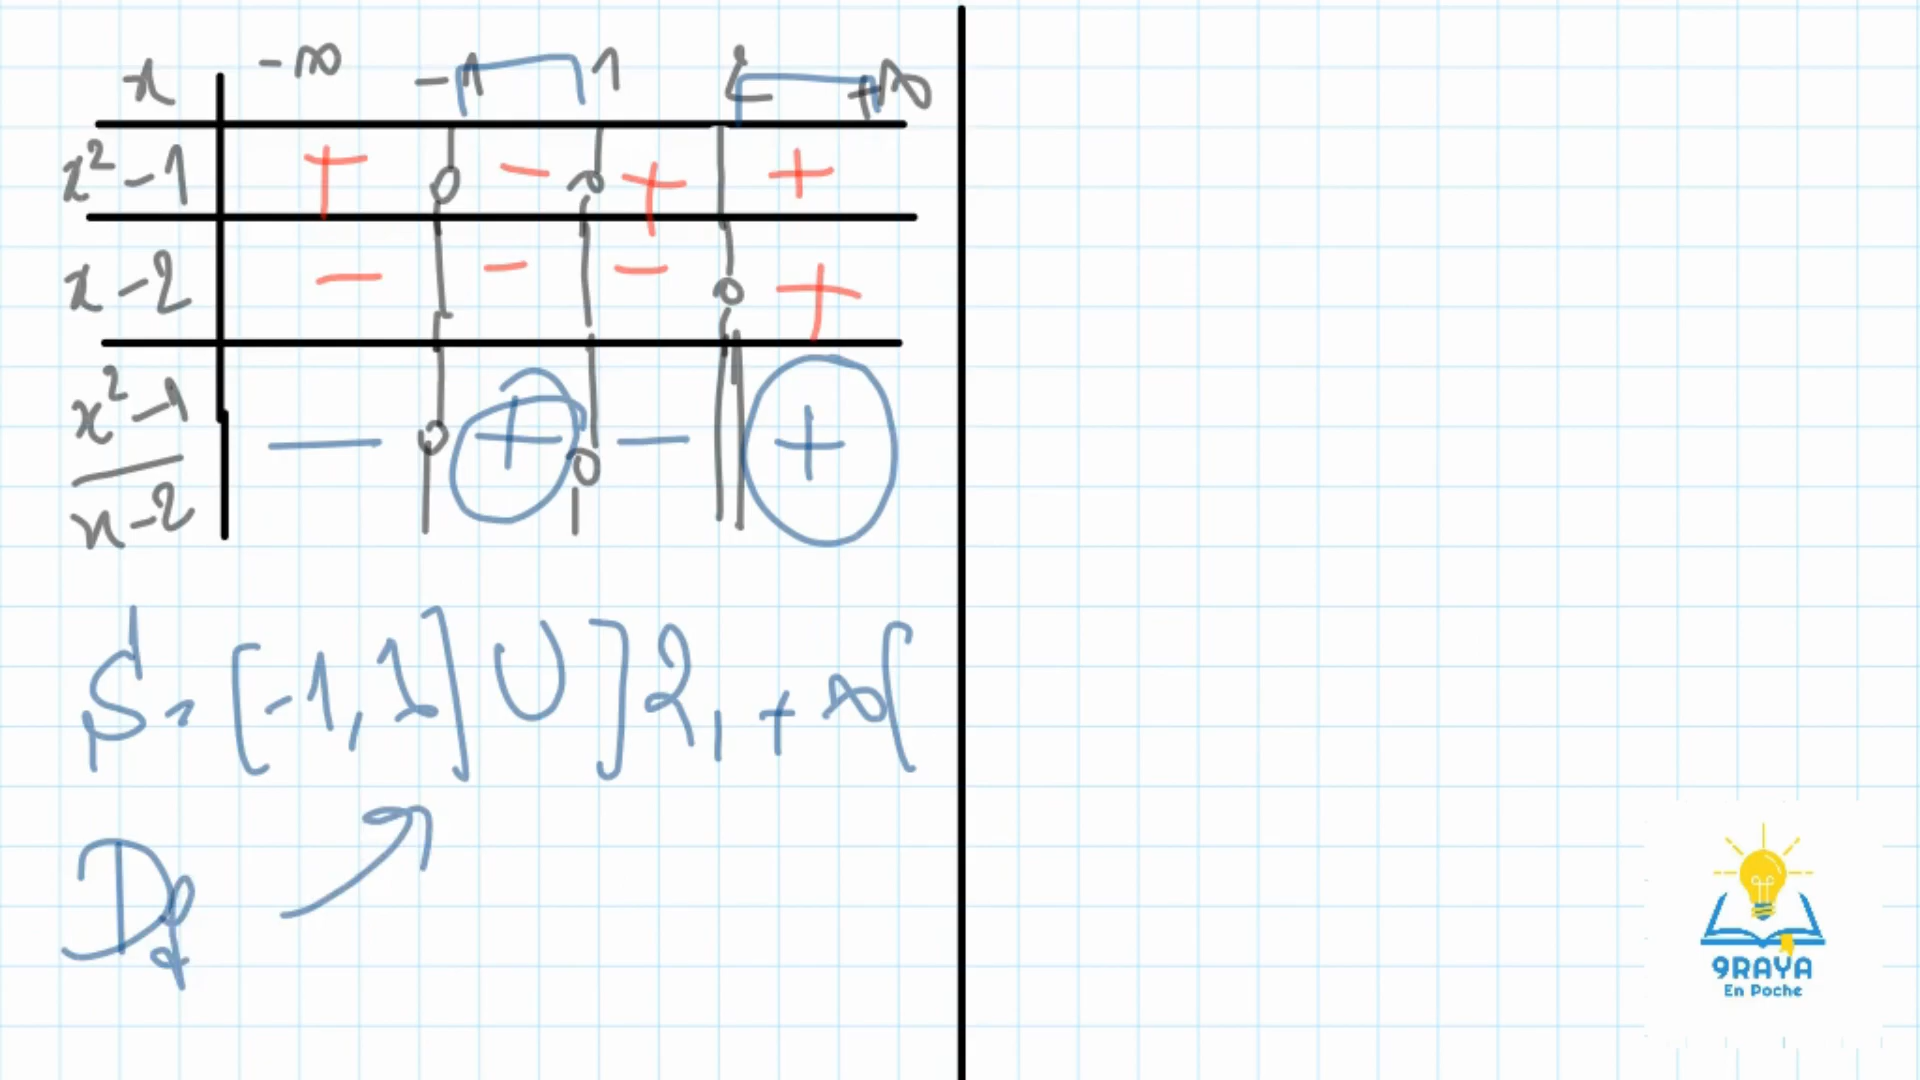 x -∞ -1 1 2 +∞
x²-1 + 0 - 0 + +
x-2 - - - 0 +
x²-1/x-2 - 0 + 0 - || +
S = [-1, 1] U ]2, +∞[
Df
9RAYA
En Poche